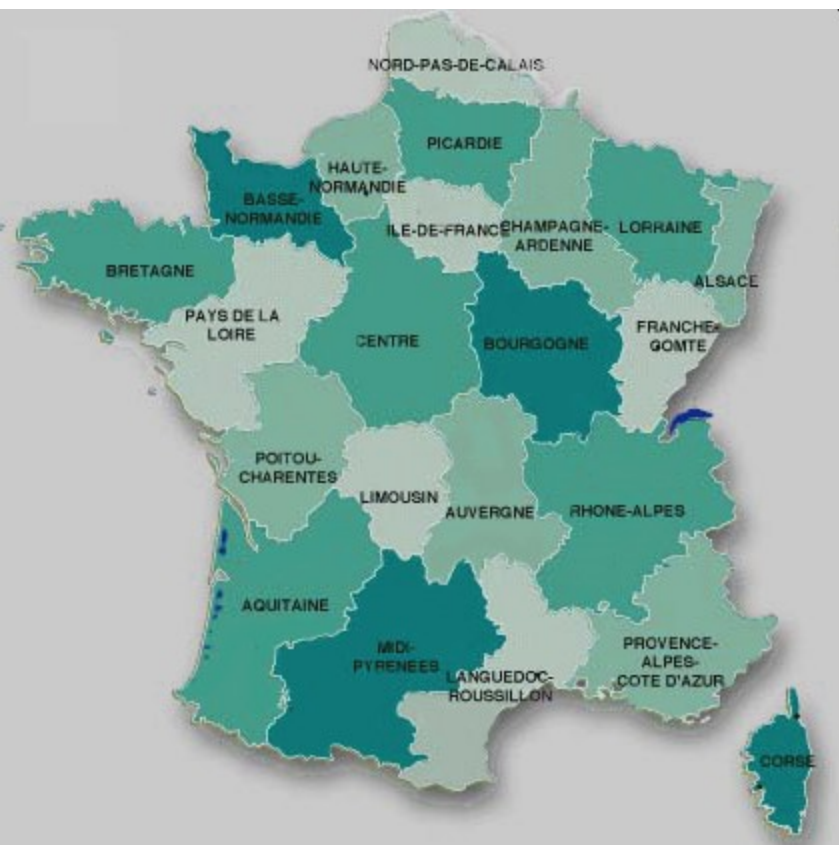 NORD-PAS-DE-CALAIS
PICARDIE
HAUTE-
NORMANDIE
BASSE-
NORMANDIE
ILE-DE-FRANCE
CHAMPAGNE-
ARDENNE
LORRAINE
ALSACE
BRETAGNE
PAYS DE LA
LOIRE
CENTRE
BOURGOGNE
FRANCHE-
COMTE
POITOU-
CHARENTES
LIMOUSIN
AUVERGNE
RHONE-ALPES
AQUITAINE
MIDI-
PYRENEES
LANGUEDOC-
ROUSSILLON
PROVENCE-
ALPES-
COTE D'AZUR
CORSE